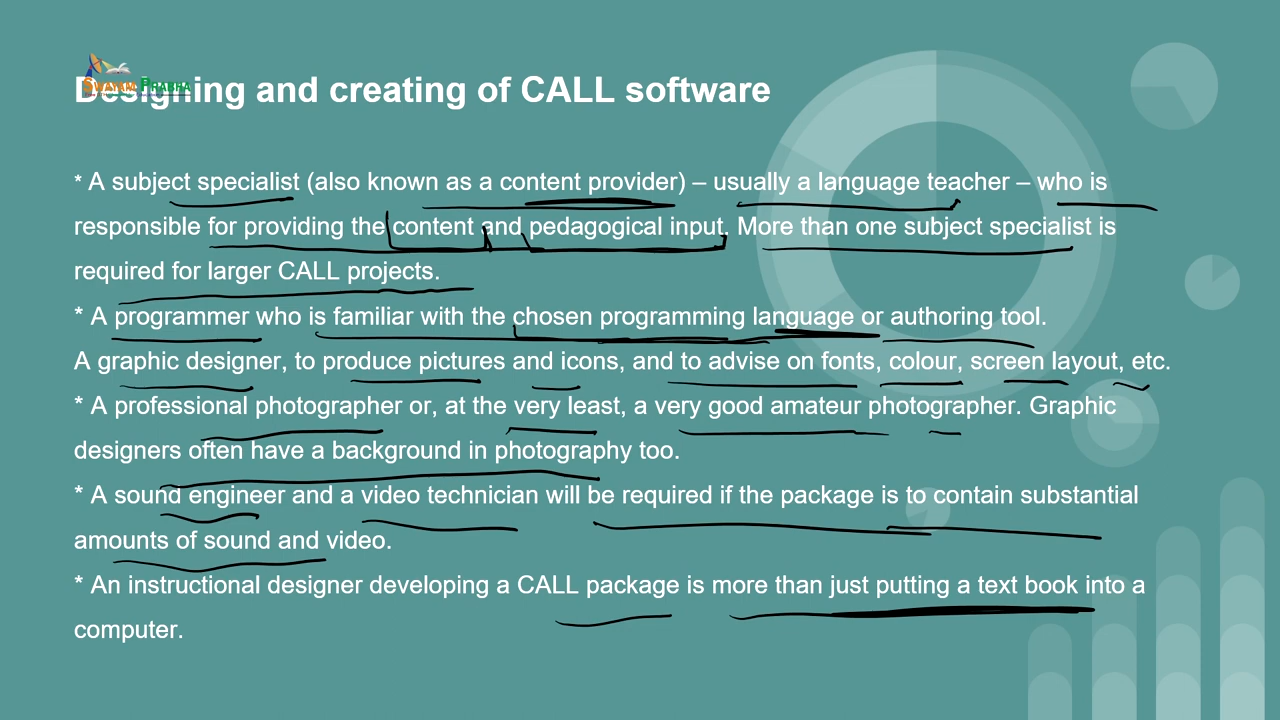 SWAYAM PRABHA
Designing and creating of CALL software
* A subject specialist (also known as a content provider) – usually a language teacher – who is
responsible for providing the content and pedagogical input. More than one subject specialist is
required for larger CALL projects.
* A programmer who is familiar with the chosen programming language or authoring tool.
A graphic designer, to produce pictures and icons, and to advise on fonts, colour, screen layout, etc.
* A professional photographer or, at the very least, a very good amateur photographer. Graphic
designers often have a background in photography too.
* A sound engineer and a video technician will be required if the package is to contain substantial
amounts of sound and video.
* An instructional designer developing a CALL package is more than just putting a text book into a
computer.